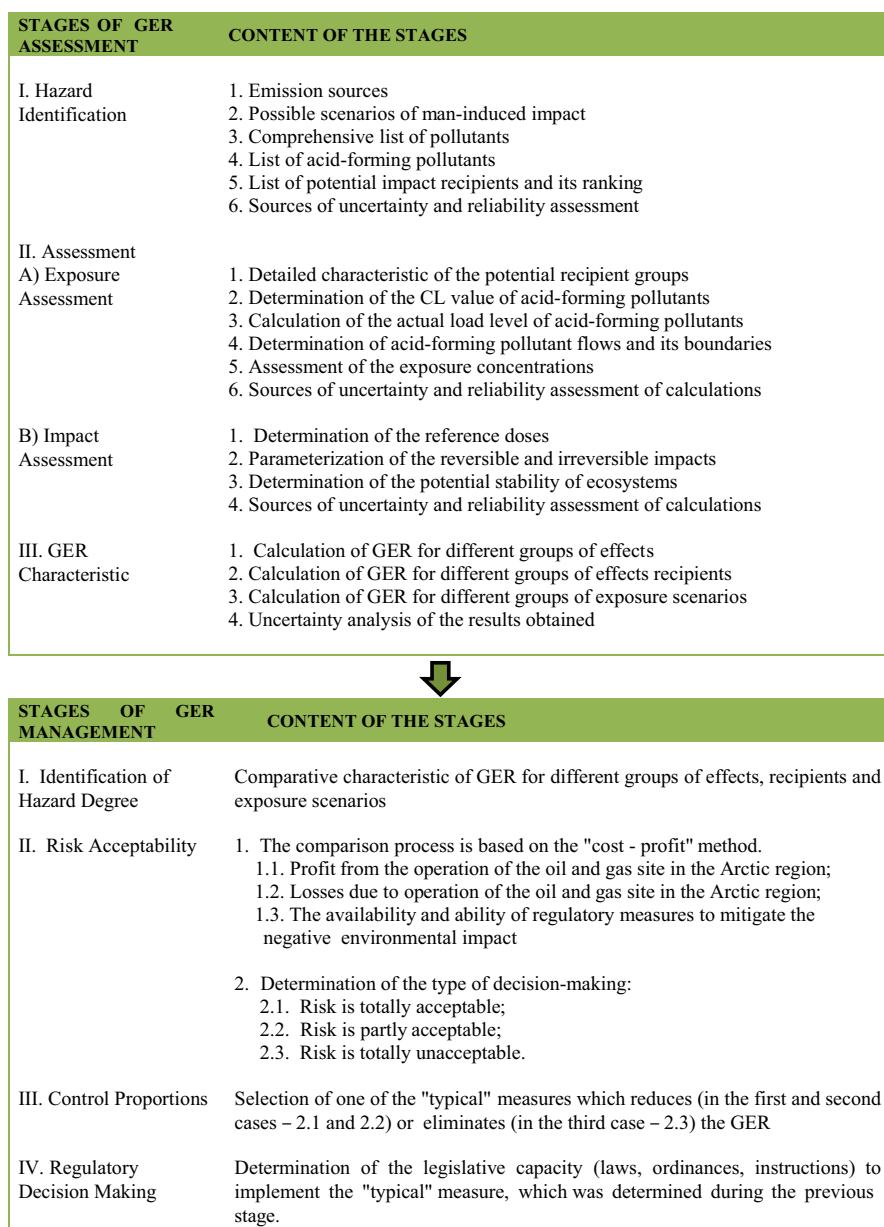 STAGES OF GER ASSESSMENT
CONTENT OF THE STAGES
I. Hazard Identification
1. Emission sources
2. Possible scenarios of man-induced impact
3. Comprehensive list of pollutants
4. List of acid-forming pollutants
5. List of potential impact recipients and its ranking
6. Sources of uncertainty and reliability assessment
II. Assessment
A) Exposure Assessment
1. Detailed characteristic of the potential recipient groups
2. Determination of the CL value of acid-forming pollutants
3. Calculation of the actual load level of acid-forming pollutants
4. Determination of acid-forming pollutant flows and its boundaries
5. Assessment of the exposure concentrations
6. Sources of uncertainty and reliability assessment of calculations
B) Impact Assessment
1. Determination of the reference doses
2. Parameterization of the reversible and irreversible impacts
3. Determination of the potential stability of ecosystems
4. Sources of uncertainty and reliability assessment of calculations
III. GER Characteristic
1. Calculation of GER for different groups of effects
2. Calculation of GER for different groups of effects recipients
3. Calculation of GER for different groups of exposure scenarios
4. Uncertainty analysis of the results obtained
STAGES OF GER MANAGEMENT
CONTENT OF THE STAGES
I. Identification of Hazard Degree
Comparative characteristic of GER for different groups of effects, recipients and
exposure scenarios
II. Risk Acceptability
1. The comparison process is based on the "cost - profit" method.
1.1. Profit from the operation of the oil and gas site in the Arctic region;
1.2. Losses due to operation of the oil and gas site in the Arctic region;
1.3. The availability and ability of regulatory measures to mitigate the
negative environmental impact
2. Determination of the type of decision-making:
2.1. Risk is totally acceptable;
2.2. Risk is partly acceptable;
2.3. Risk is totally unacceptable.
III. Control Proportions
Selection of one of the "typical" measures which reduces (in the first and second
cases – 2.1 and 2.2) or eliminates (in the third case – 2.3) the GER
IV. Regulatory Decision Making
Determination of the legislative capacity (laws, ordinances, instructions) to
implement the "typical" measure, which was determined during the previous
stage.